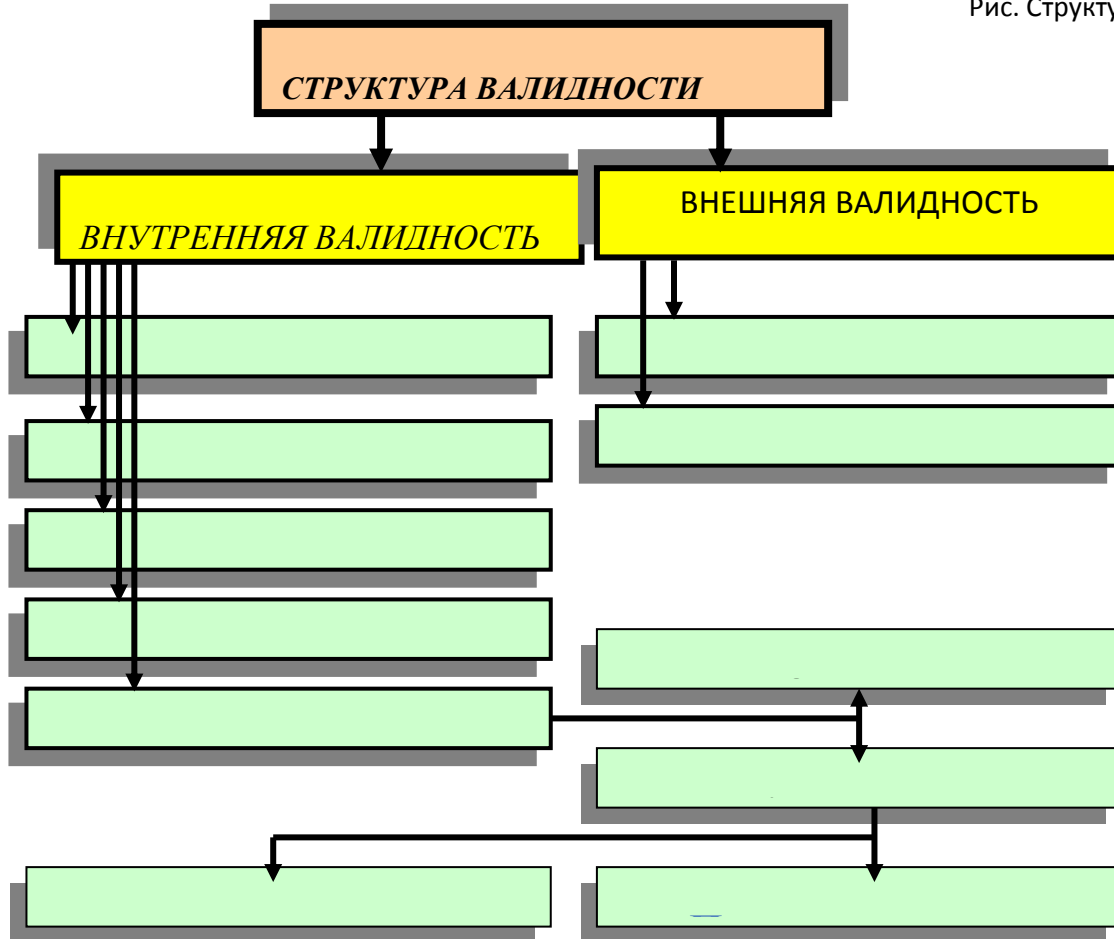 Рис. Структу
СТРУКТУРА ВАЛИДНОСТИ
ВНУТРЕННЯЯ ВАЛИДНОСТЬ
ВНЕШНЯЯ ВАЛИДНОСТЬ